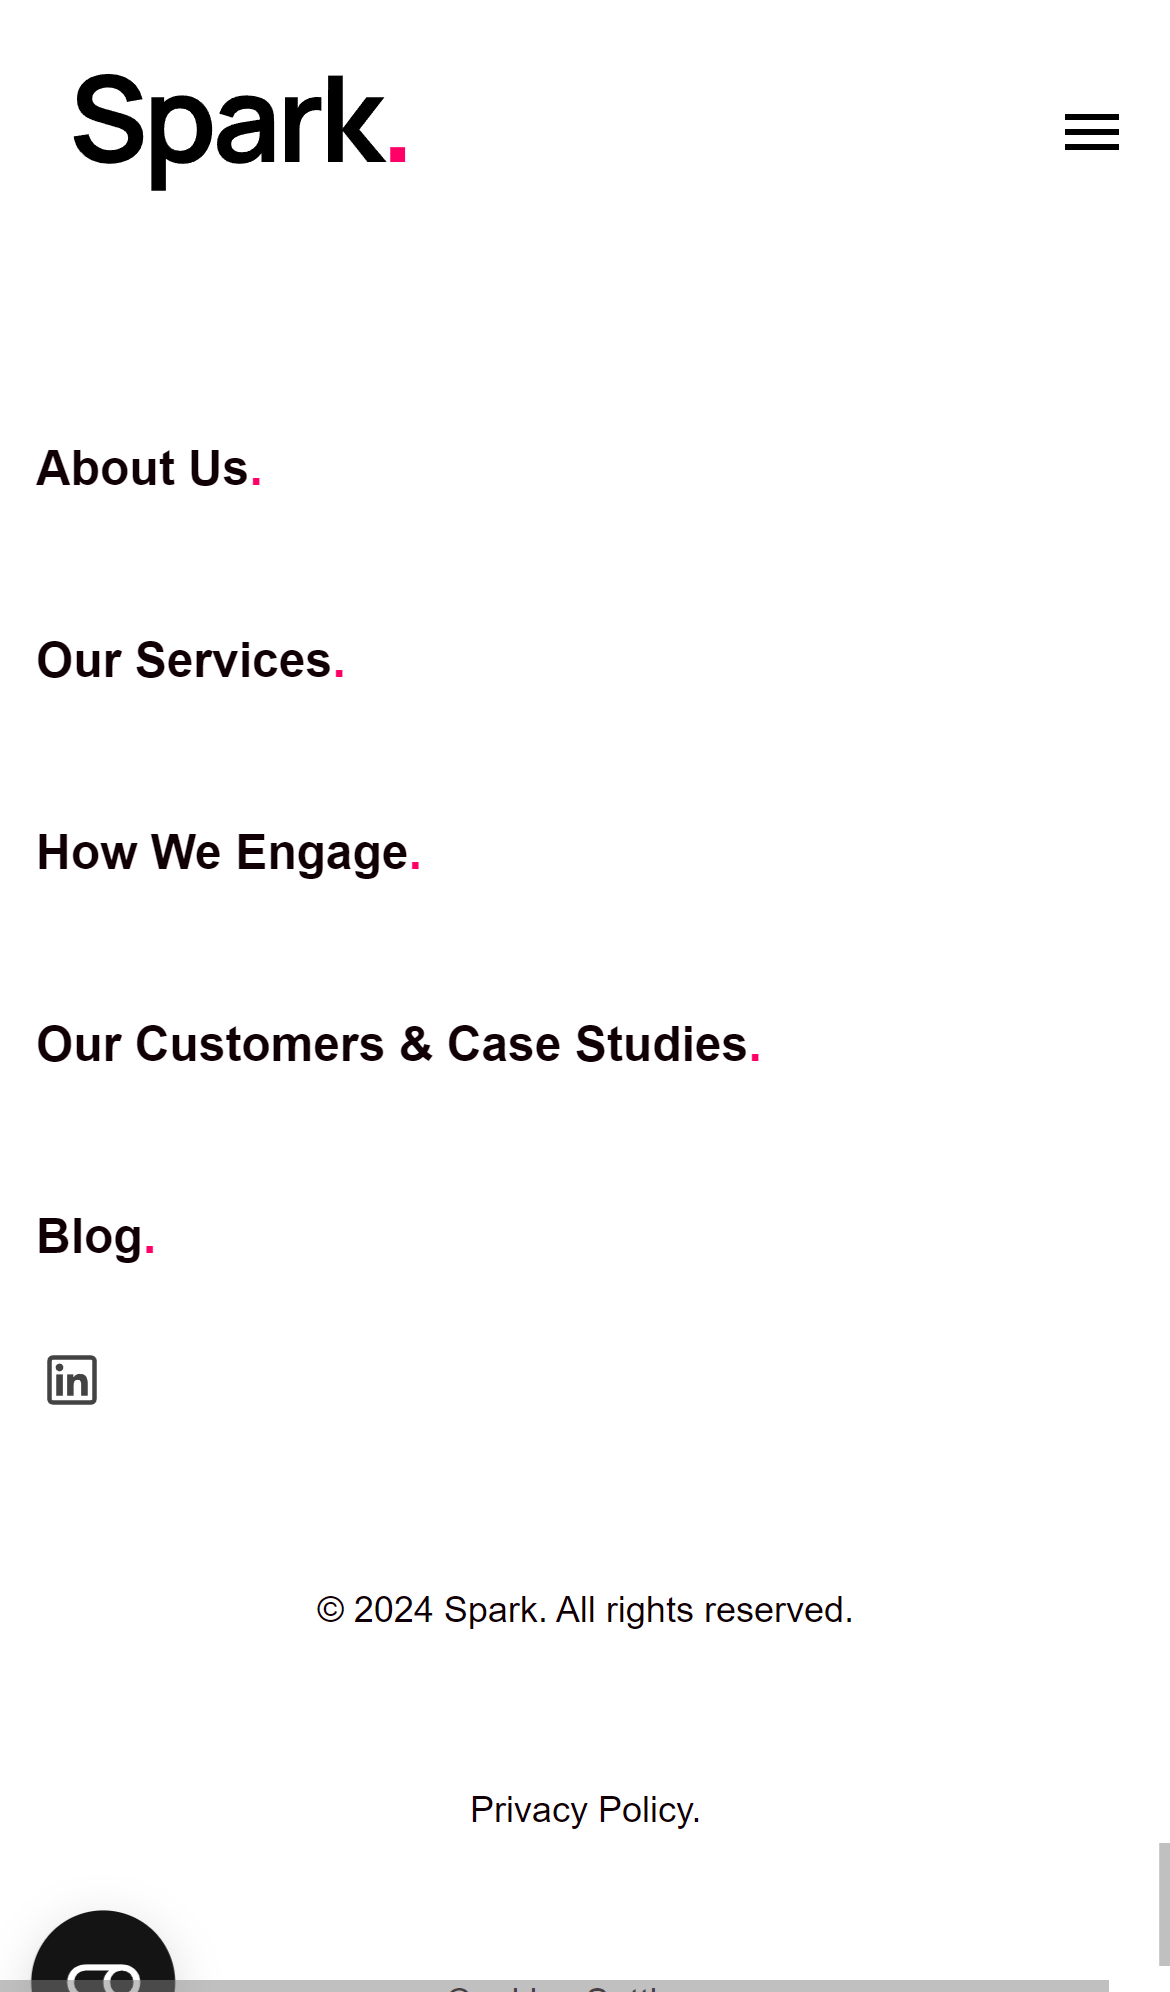 Spark.
About Us.
Our Services.
How We Engage.
Our Customers & Case Studies.
Blog.
in
© 2024 Spark. All rights reserved.
Privacy Policy.